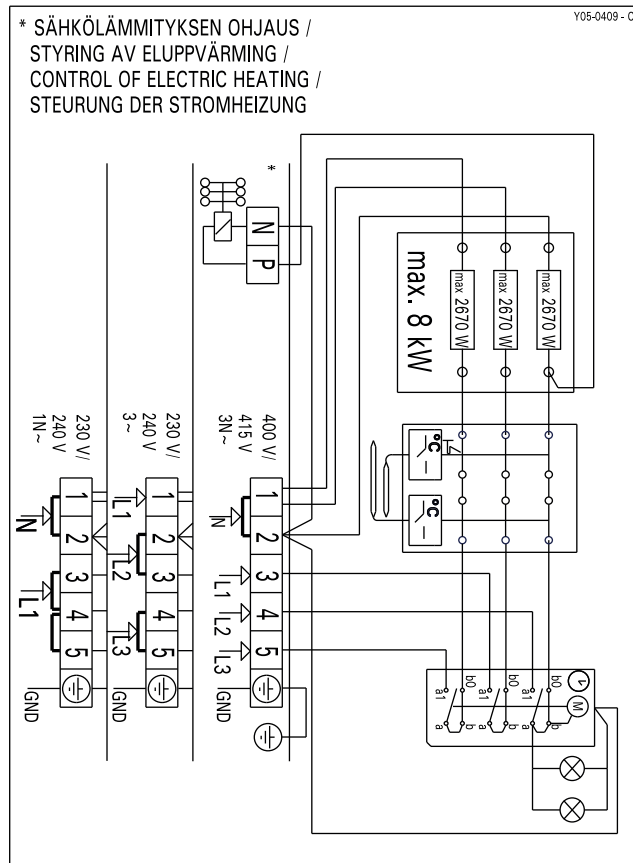 * SÄHKÖLÄMMITYKSEN OHJAUS /
STYRING AV ELUPPVÄRMING /
CONTROL OF ELECTRIC HEATING /
STEURUNG DER STROMHEIZUNG
Y05-0409 - C
*
N
P
max. 8 kW
max 2670 W
max 2670 W
max 2670 W
°C
°C
230 V/
240 V
1N~
1
2
3
4
5
N
L1
GND
230 V/
240 V
3~
1
2
3
4
5
L1
L2
L3
GND
400 V/
415 V
3N~
1
2
3
4
5
N
L1
L2
L3
GND
M
b0
a1
b
a
b0
a1
b
a
b0
a1
b
a